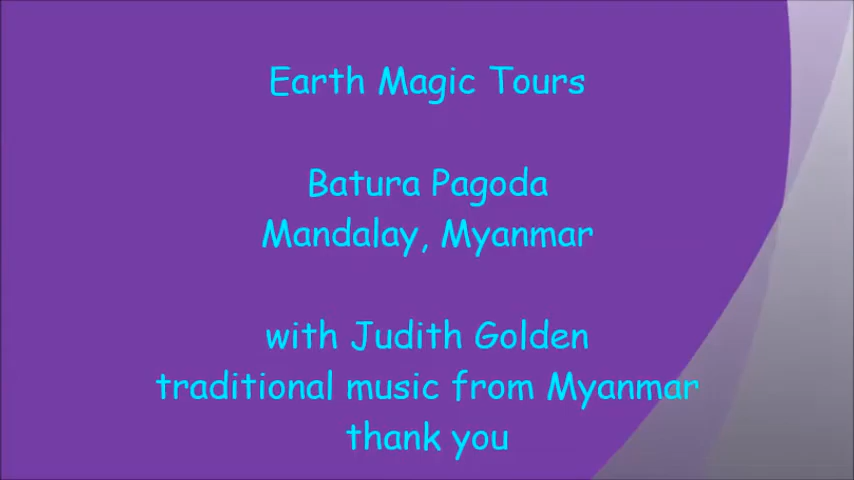 Earth Magic Tours
Batura Pagoda
Mandalay, Myanmar
with Judith Golden
traditional music from Myanmar
thank you